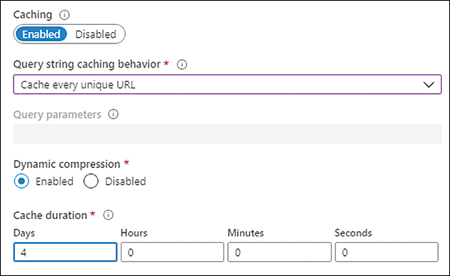 Caching
Enabled Disabled
Query string caching behavior *
Cache every unique URL
Query parameters
Dynamic compression *
Enabled Disabled
Cache duration *
Days Hours Minutes Seconds
4 0 0 0